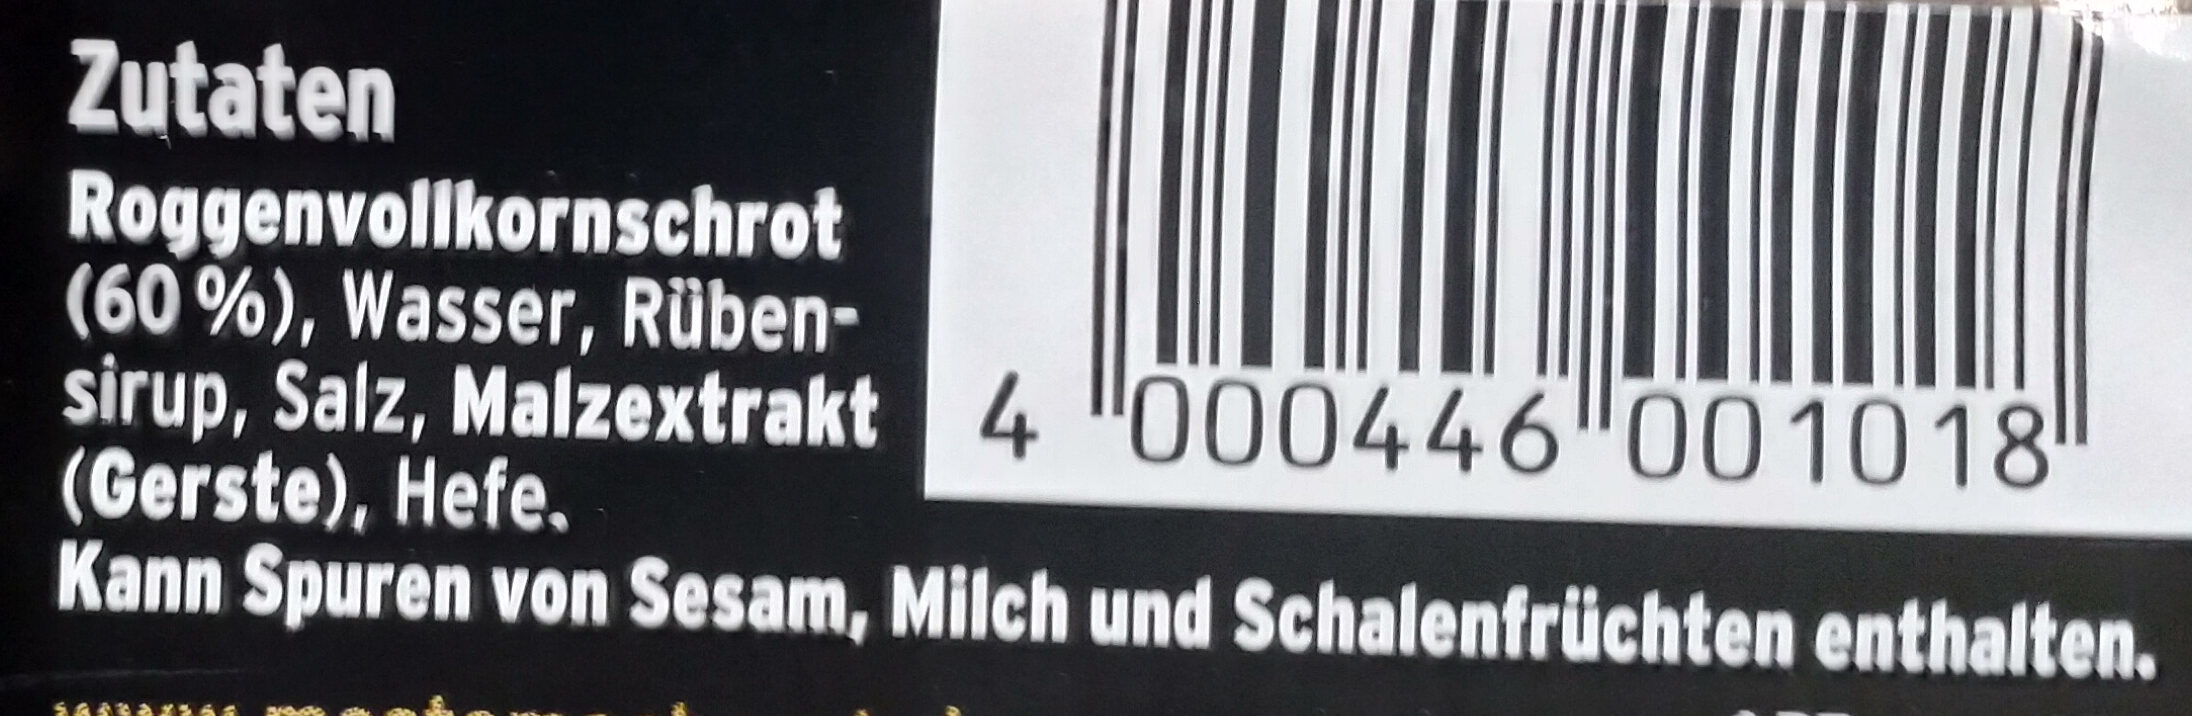 Zutaten
Roggenvollkornschrot
(60 %), Wasser, Rüben-
sirup, Salz, Malzextrakt
(Gerste), Hefe.
Kann Spuren von Sesam, Milch und Schalenfrüchten enthalten.
4 000446 001018